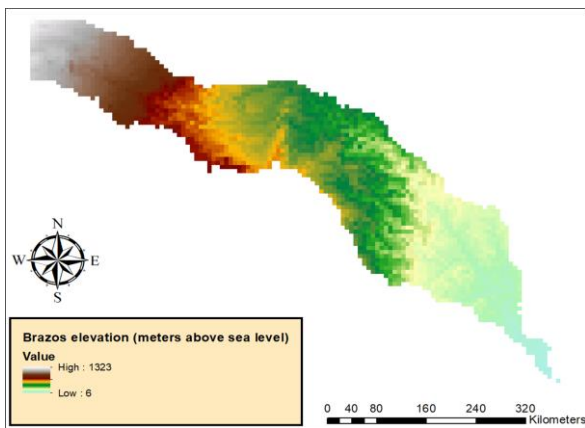 N
W E
S
Brazos elevation (meters above sea level)
Value
High : 1323
Low : 6
0 40 80 160 240 320
Kilometers